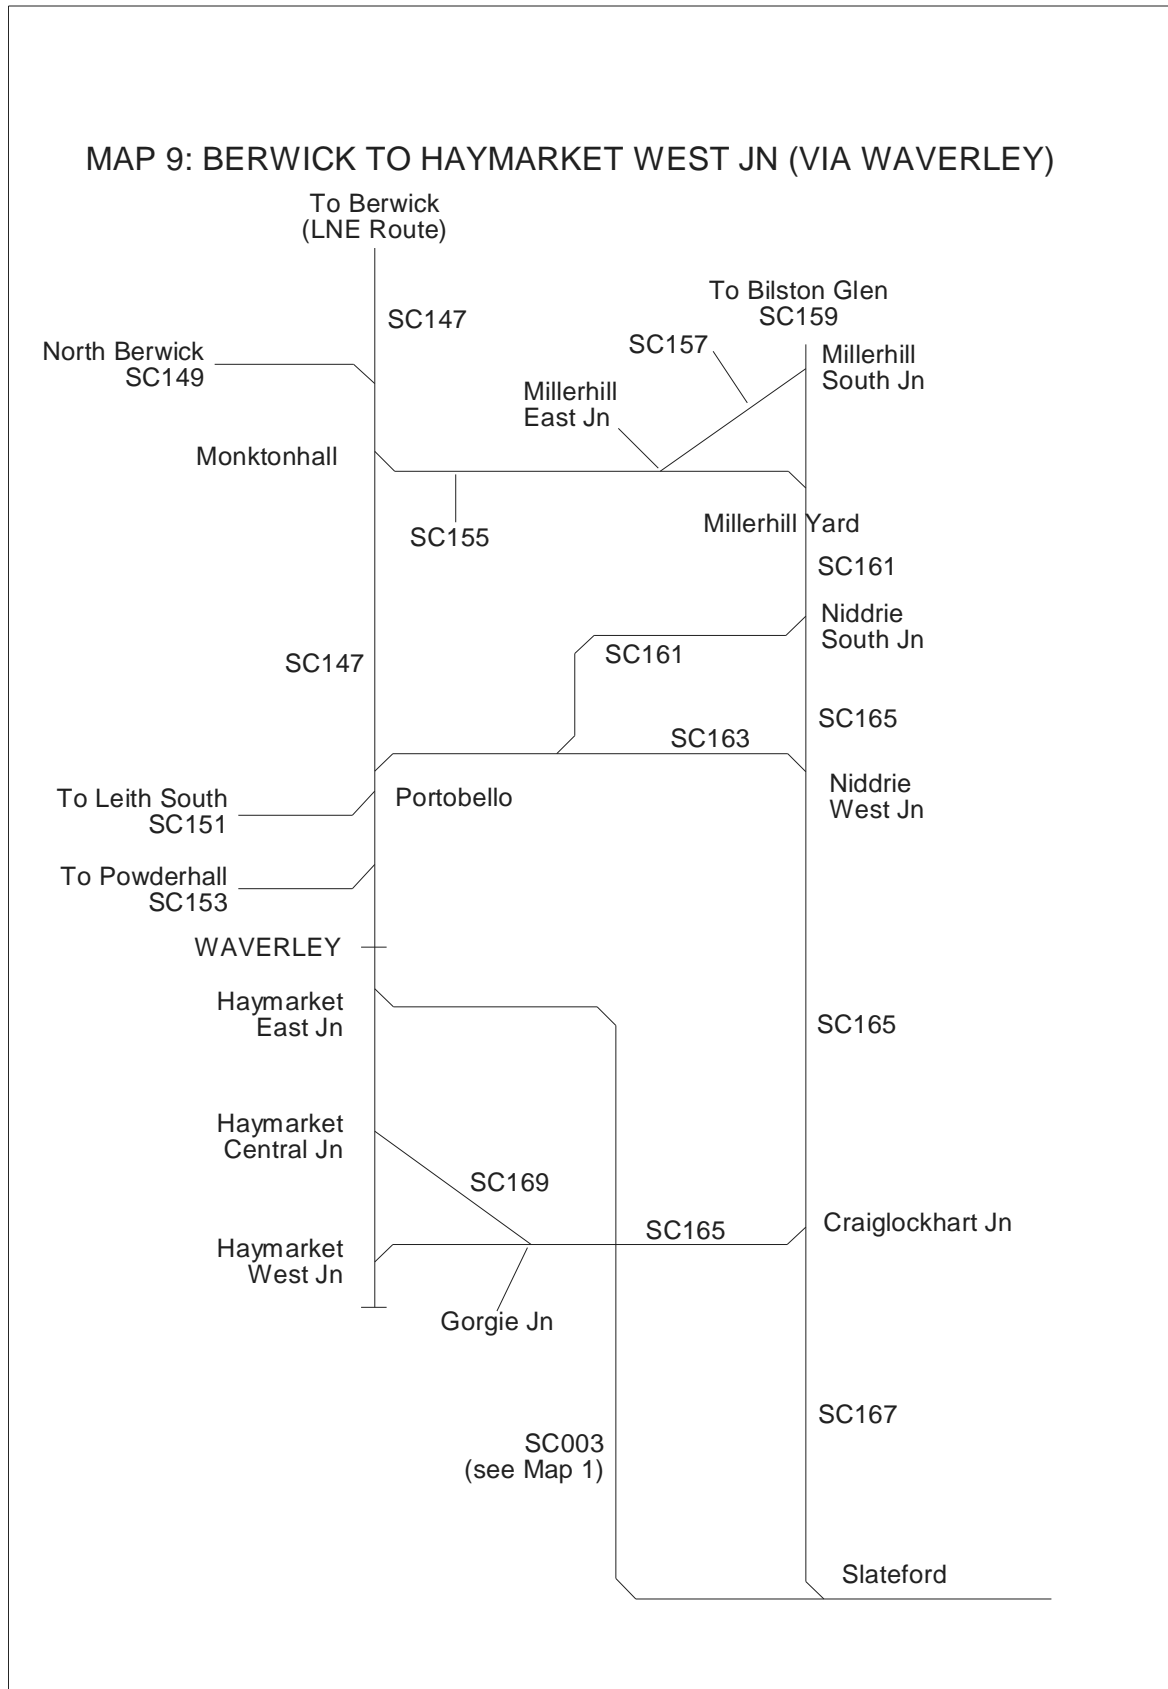 MAP 9: BERWICK TO HAYMARKET WEST JN (VIA WAVERLEY)
To Berwick
(LNE Route)
To Bilston Glen
SC159
SC147
SC157
North Berwick
SC149
Millerhill
South Jn
Millerhill
East Jn
Monktonhall
SC155
Millerhill Yard
SC161
Niddrie
South Jn
SC161
SC147
SC165
SC163
To Leith South
SC151
Portobello
Niddrie
West Jn
To Powderhall
SC153
WAVERLEY
Haymarket
East Jn
SC165
Haymarket
Central Jn
SC169
SC165
Craiglockhart Jn
Haymarket
West Jn
Gorgie Jn
SC167
SC003
(see Map 1)
Slateford